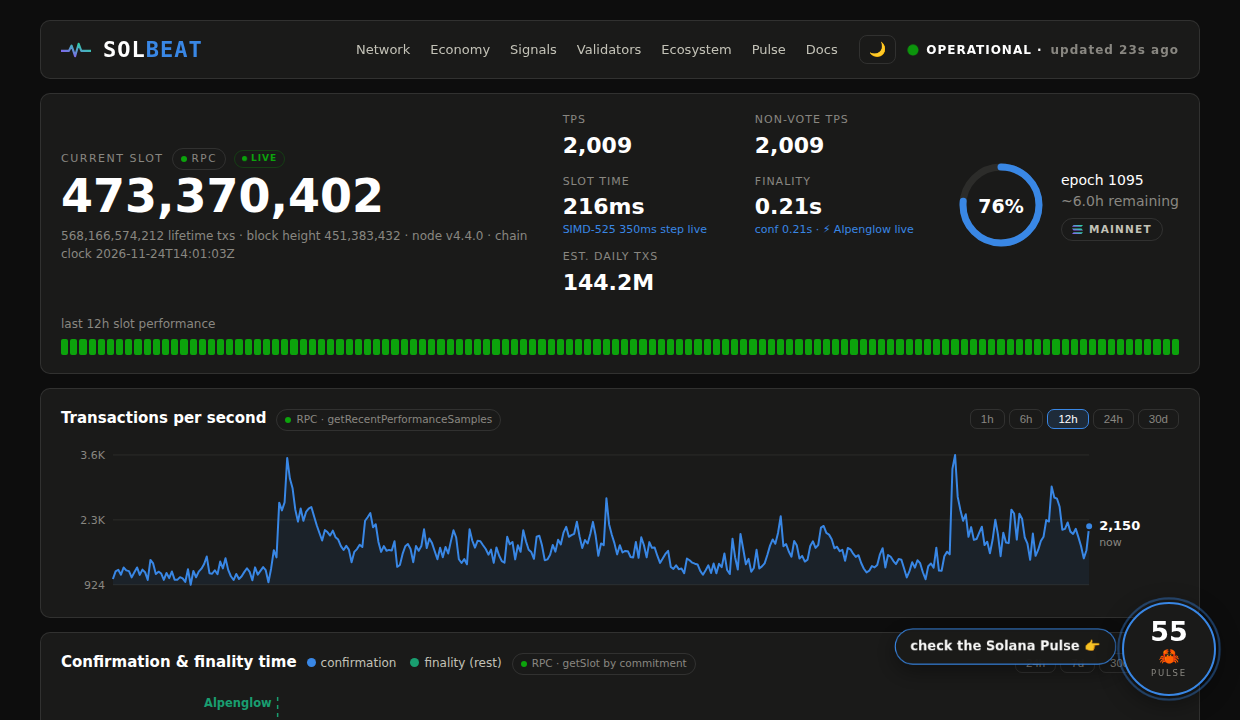 SOLBEAT
Network Economy Signals Validators Ecosystem Pulse Docs 🌙 OPERATIONAL · updated 23s ago
CURRENT SLOT RPC LIVE
473,370,402
568,166,574,212 lifetime txs · block height 451,383,432 · node v4.4.0 · chain
clock 2026-11-24T14:01:03Z
TPS
2,009
NON-VOTE TPS
2,009
SLOT TIME
216ms
SIMD-525 350ms step live
FINALITY
0.21s
conf 0.21s · ⚡ Alpenglow live
EST. DAILY TXS
144.2M
76%
epoch 1095
~6.0h remaining
MAINNET
last 12h slot performance
Transactions per second RPC · getRecentPerformanceSamples
1h 6h 12h 24h 30d
3.6K
2.3K
924
2,150
now
Confirmation & finality time confirmation finality (rest) RPC · getSlot by commitment
check the Solana Pulse 👉
55
🦀
PULSE
Alpenglow